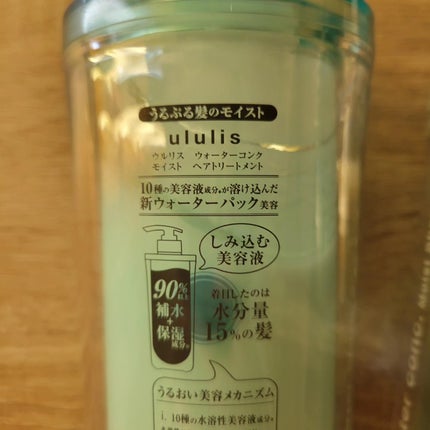 うるぷる髪のモイスト
ululis
ウルリス ウォーターコンク
モイスト ヘアトリートメント
10種の美容液成分※が溶け込んだ
新ウォーターパック美容
しみ込む
美容液
90%以上
補水
+
保湿成分※
着目したのは
水分量
15%の髪
うるおい美容メカニズム
i. 10種の水溶性美容液成分※